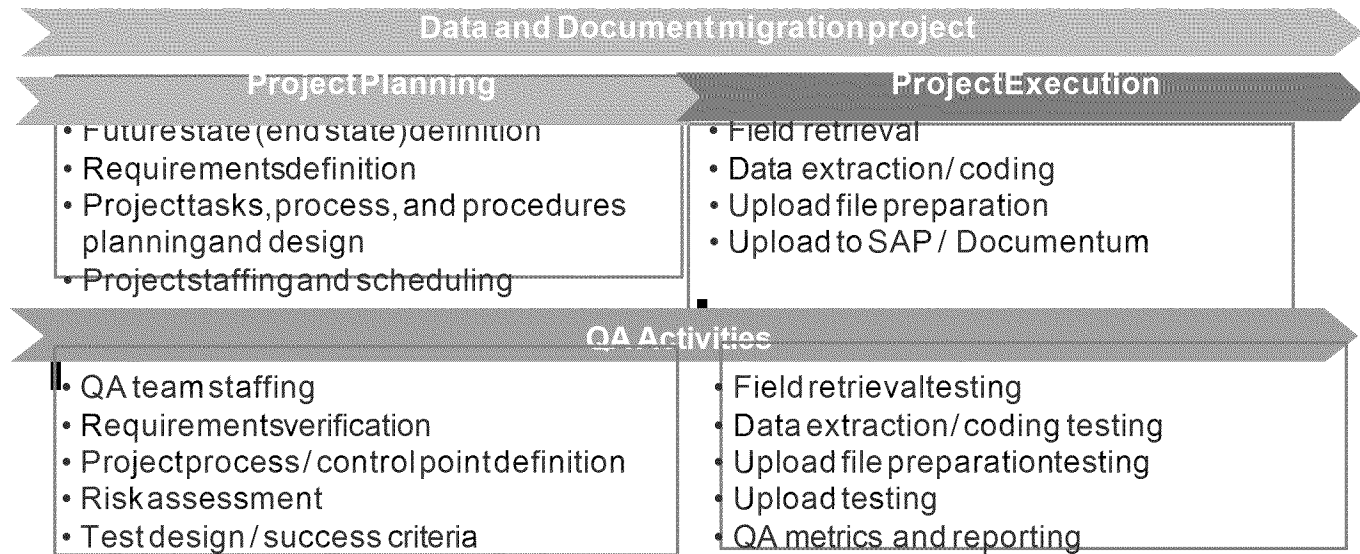 Data and Document migration project
Project Planning
Project Execution
• Future state (end state) definition
• Requirements definition
• Project tasks, process, and procedures
planning and design
• Project staffing and scheduling
• Field retrieval
• Data extraction / coding
• Upload file preparation
• Upload to SAP / Documentum
QA Activities
• QA team staffing
• Requirements verification
• Project process / control point definition
• Risk assessment
• Test design / success criteria
• Field retrieval testing
• Data extraction / coding testing
• Upload file preparation testing
• Upload testing
• QA metrics and reporting